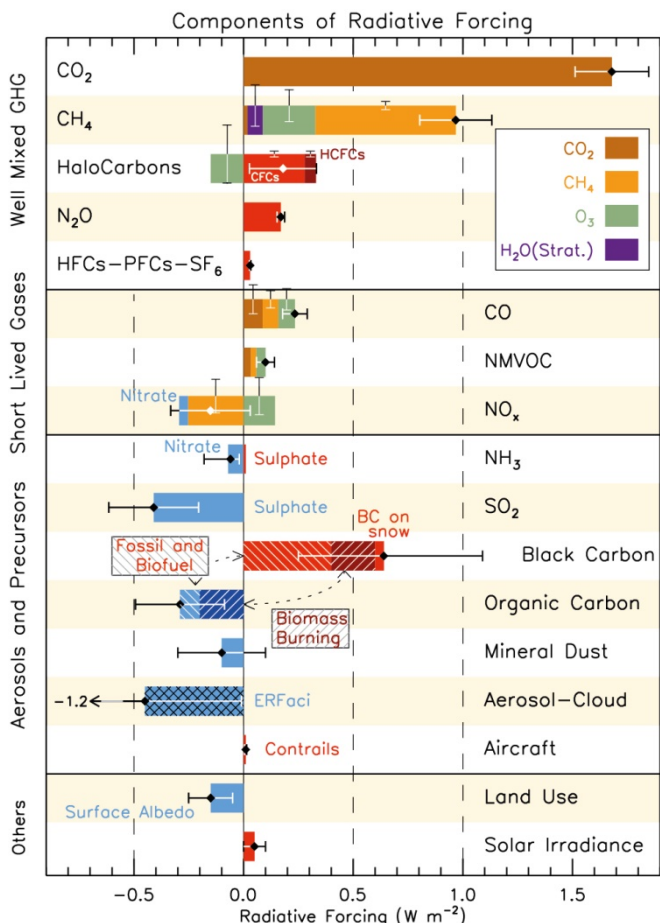 Components of Radiative Forcing
Well Mixed GHG
CO₂
CH₄
HaloCarbons
CFCs
HCFCs
N₂O
HFCs-PFCs-SF₆
CO₂
CH₄
O₃
H₂O(Strat.)
Short Lived Gases
CO
NMVOC
Nitrate
NOₓ
Aerosols and Precursors
Nitrate
Sulphate
NH₃
Sulphate
SO₂
BC on
snow
Black Carbon
Fossil and
Biofuel
Organic Carbon
Biomass
Burning
Mineral Dust
-1.2
ERFaci
Aerosol-Cloud
Contrails
Aircraft
Others
Surface Albedo
Land Use
Solar Irradiance
-0.5 0.0 0.5 1.0 1.5
Radiative Forcing (W m⁻²)